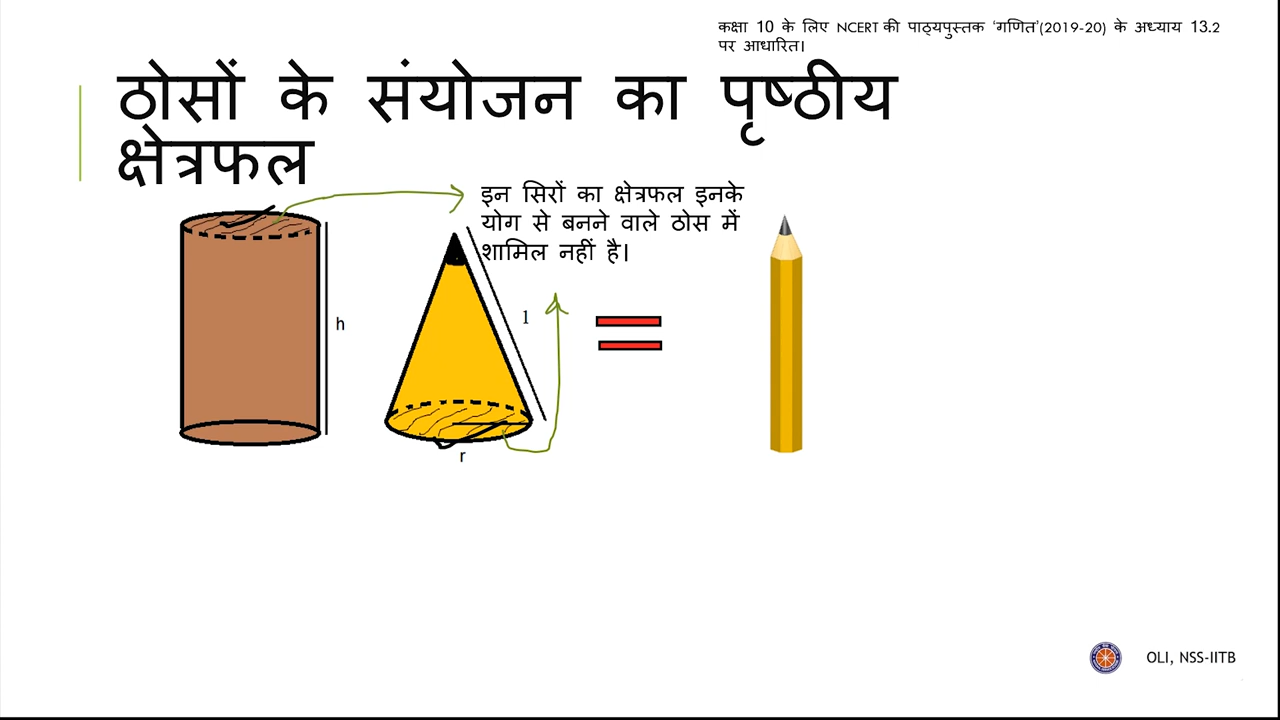 कक्षा 10 के लिए NCERT की पाठ्यपुस्तक 'गणित'(2019-20) के अध्याय 13.2
पर आधारित।
ठोसों के संयोजन का पृष्ठीय
क्षेत्रफल
इन सिरों का क्षेत्रफल इनके
योग से बनने वाले ठोस में
शामिल नहीं है।
h
l
r
OLI, NSS-IITB